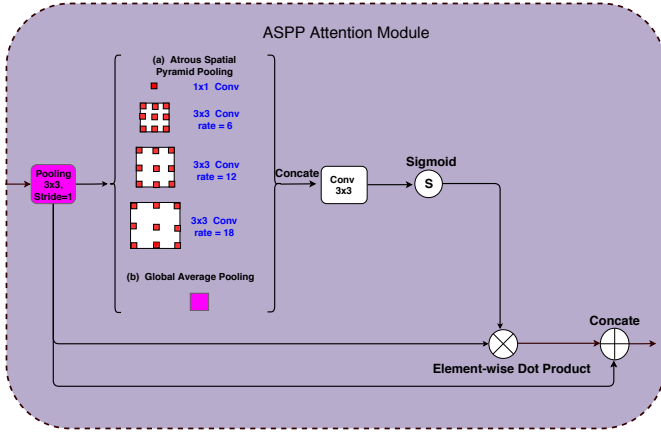 ASPP Attention Module
(a) Atrous Spatial
Pyramid Pooling
1x1 Conv
3x3 Conv
rate = 6
3x3 Conv
rate = 12
3x3 Conv
rate = 18
(b) Global Average Pooling
Pooling
3x3,
Stride=1
Concate
Conv
3x3
Sigmoid
S
Element-wise Dot Product
Concate